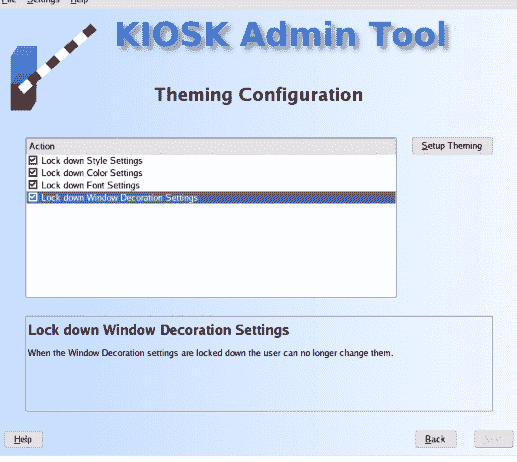 File Settings Help
KIOSK Admin Tool
Theming Configuration
Action
Setup Theming
Lock down Style Settings
Lock down Color Settings
Lock down Font Settings
Lock down Window Decoration Settings
Lock down Window Decoration Settings
When the Window Decoration settings are locked down the user can no longer change them.
Help
Back
Next